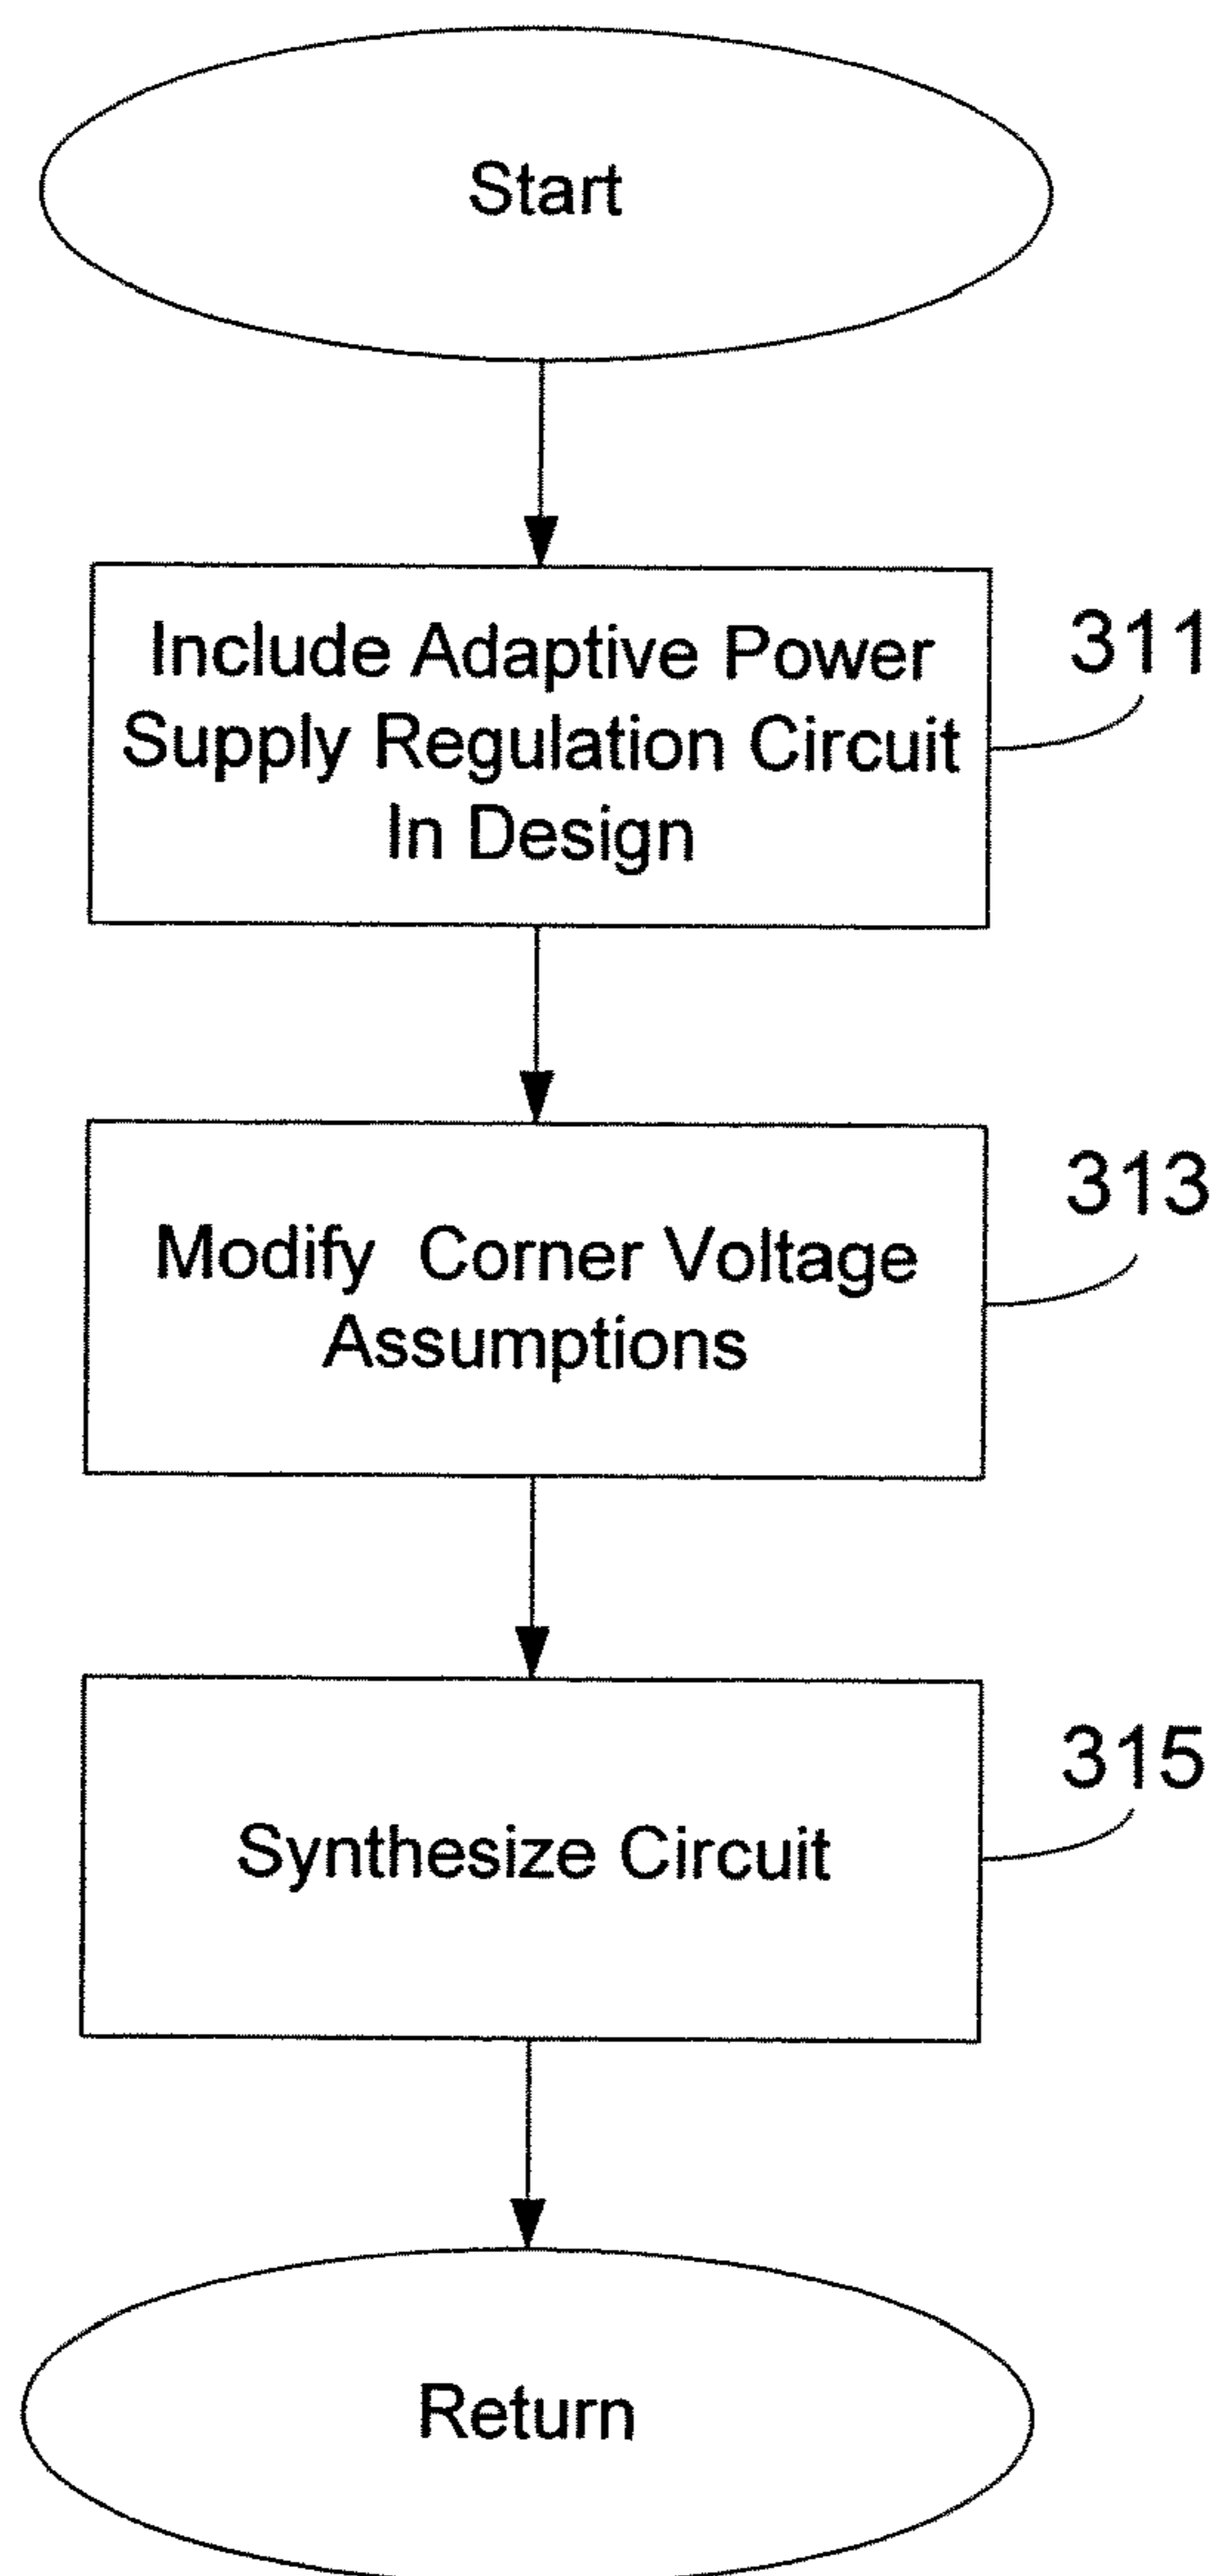 Start
Include Adaptive Power
Supply Regulation Circuit
In Design
311
Modify Corner Voltage
Assumptions
313
Synthesize Circuit
315
Return